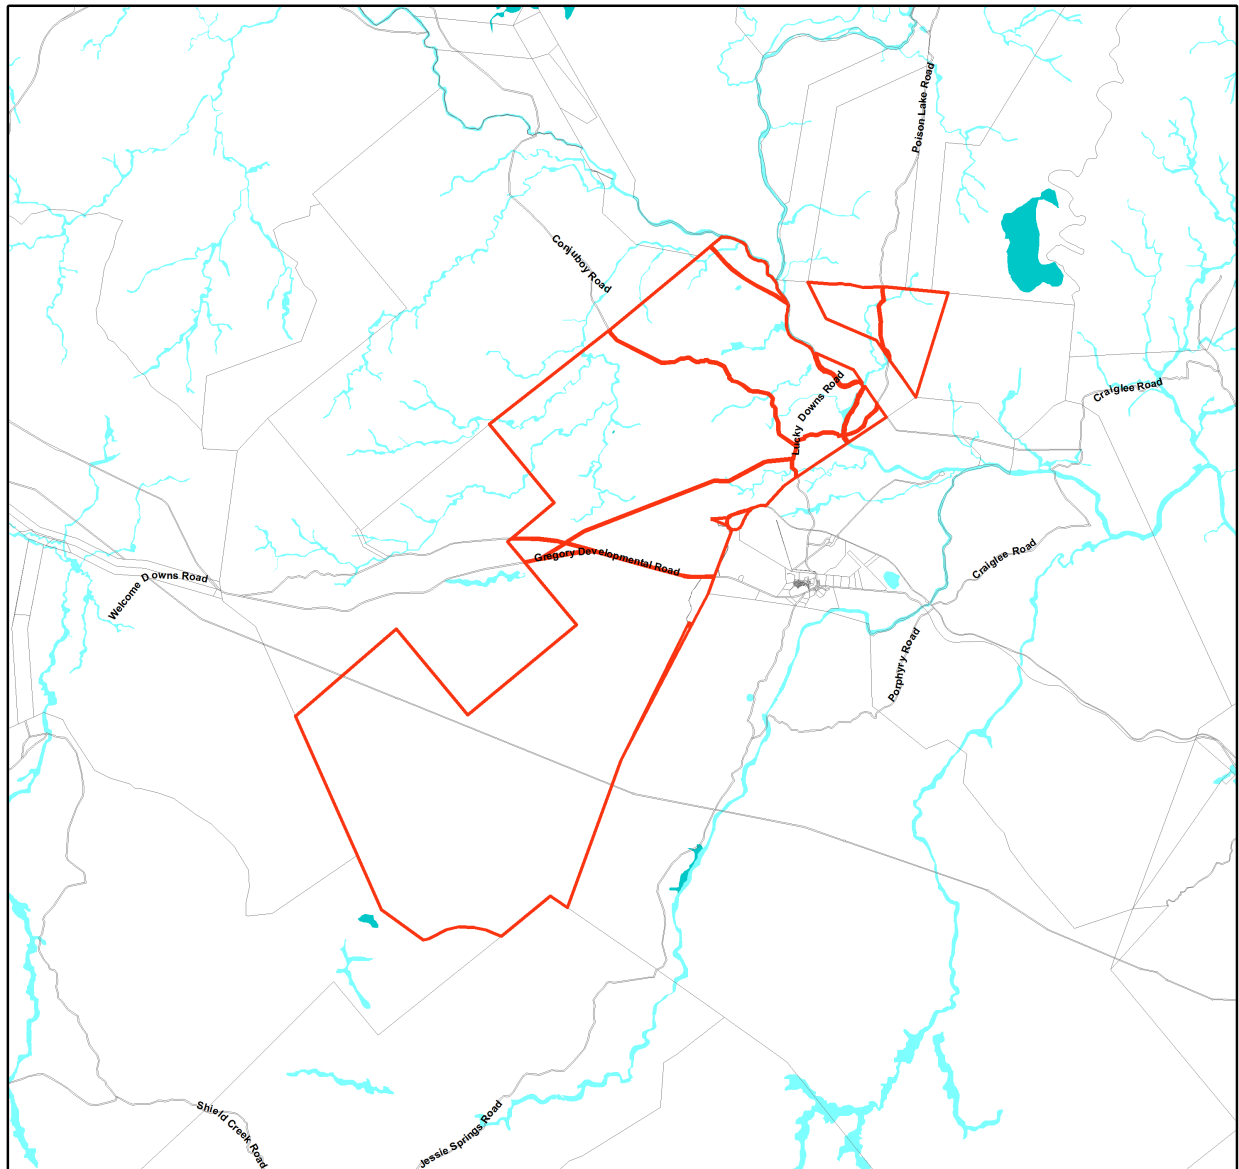 Poison Lake Road
Conjuboy Road
Lucky Downs Road
Craiglee Road
Gregory Developmental Road
Welcome Downs Road
Craiglee Road
Porphyry Road
Shield Creek Road
Jessie Springs Road